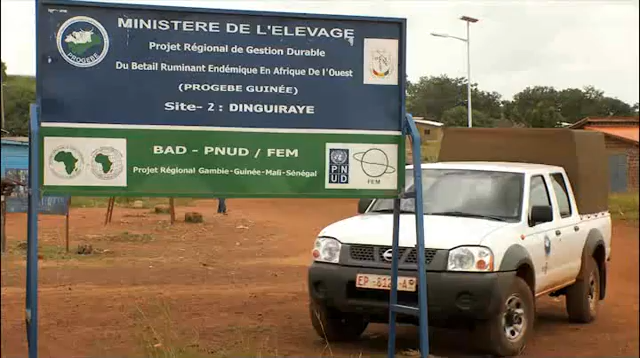 MINISTERE DE L'ELEVAGE
Projet Régional de Gestion Durable
Du Betail Ruminant Endémique En Afrique De l'Ouest
(PROGEBE GUINÉE)
Site- 2 : DINGUIRAYE
PROGEBE
BAD - PNUD / FEM
Projet Régional Gambie-Guinée-Mali-Sénégal
PNUD
FEM